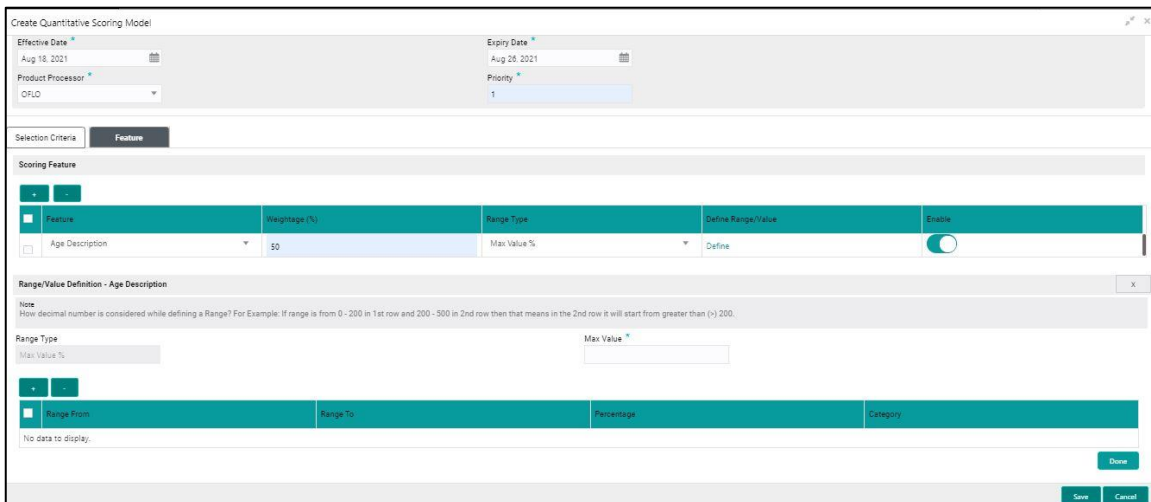 Create Quantitative Scoring Model
Effective Date * Expiry Date *
Aug 18, 2021 Aug 26, 2021
Product Processor * Priority *
OFLO 1
Selection Criteria Feature
Scoring Feature
+ -
Feature Weightage (%) Range Type Define Range/Value Enable
Age Description 50 Max Value % Define
Range/Value Definition - Age Description X
Note
How decimal number is considered while defining a Range? For Example: If range is from 0 - 200 in 1st row and 200 - 500 in 2nd row then that means in the 2nd row it will start from greater than (>) 200.
Range Type Max Value *
Max Value %
+ -
Range From Range To Percentage Category
No data to display.
Done
Save Cancel